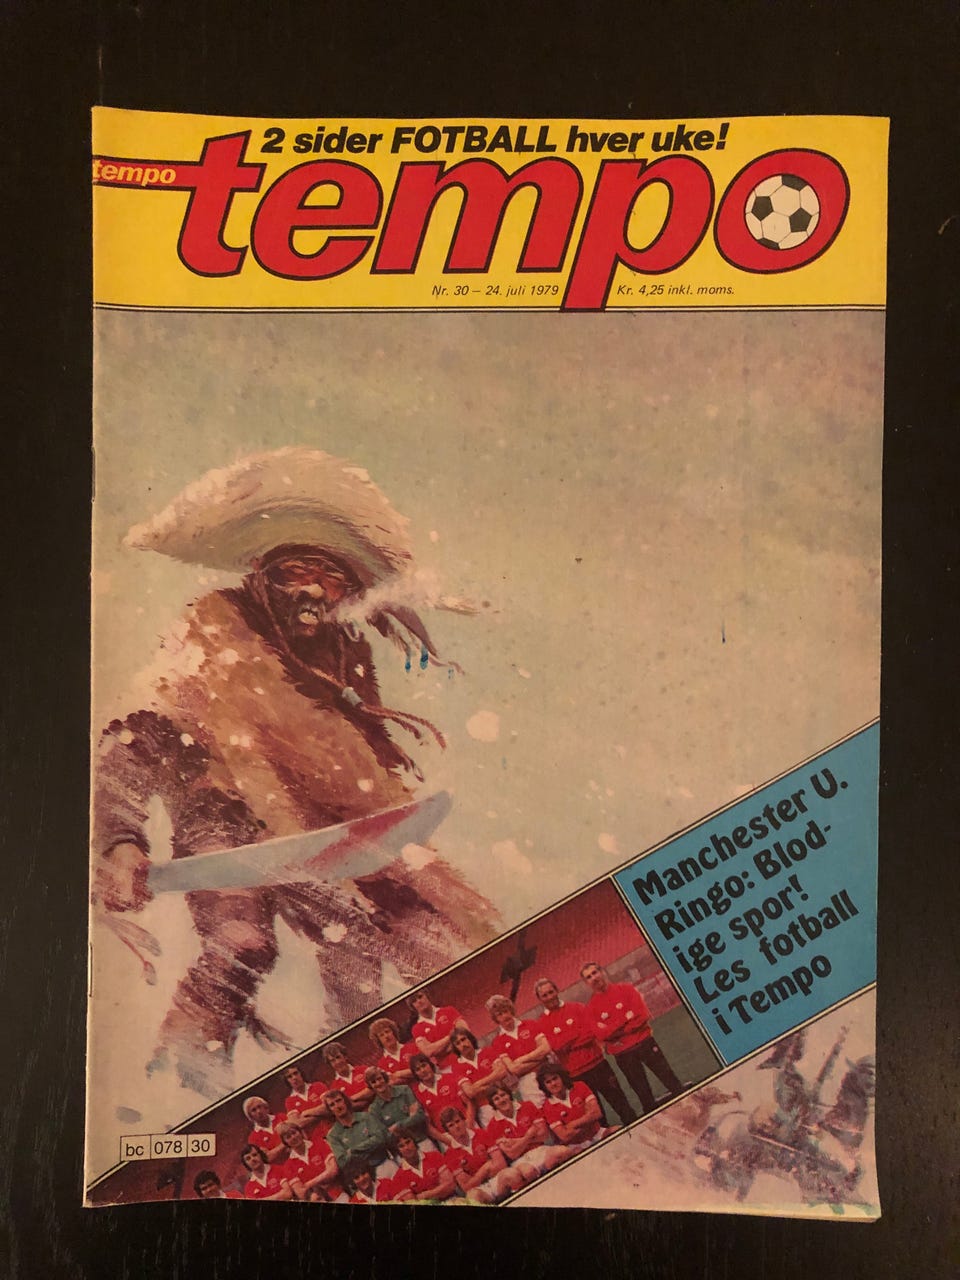 2 sider FOTBALL hver uke!
tempo
tempo
Nr. 30 – 24. juli 1979
Kr. 4,25 inkl. moms.
Manchester U.
Ringo: Blod-
ige spor!
Les fotball
i Tempo
bc 078 30